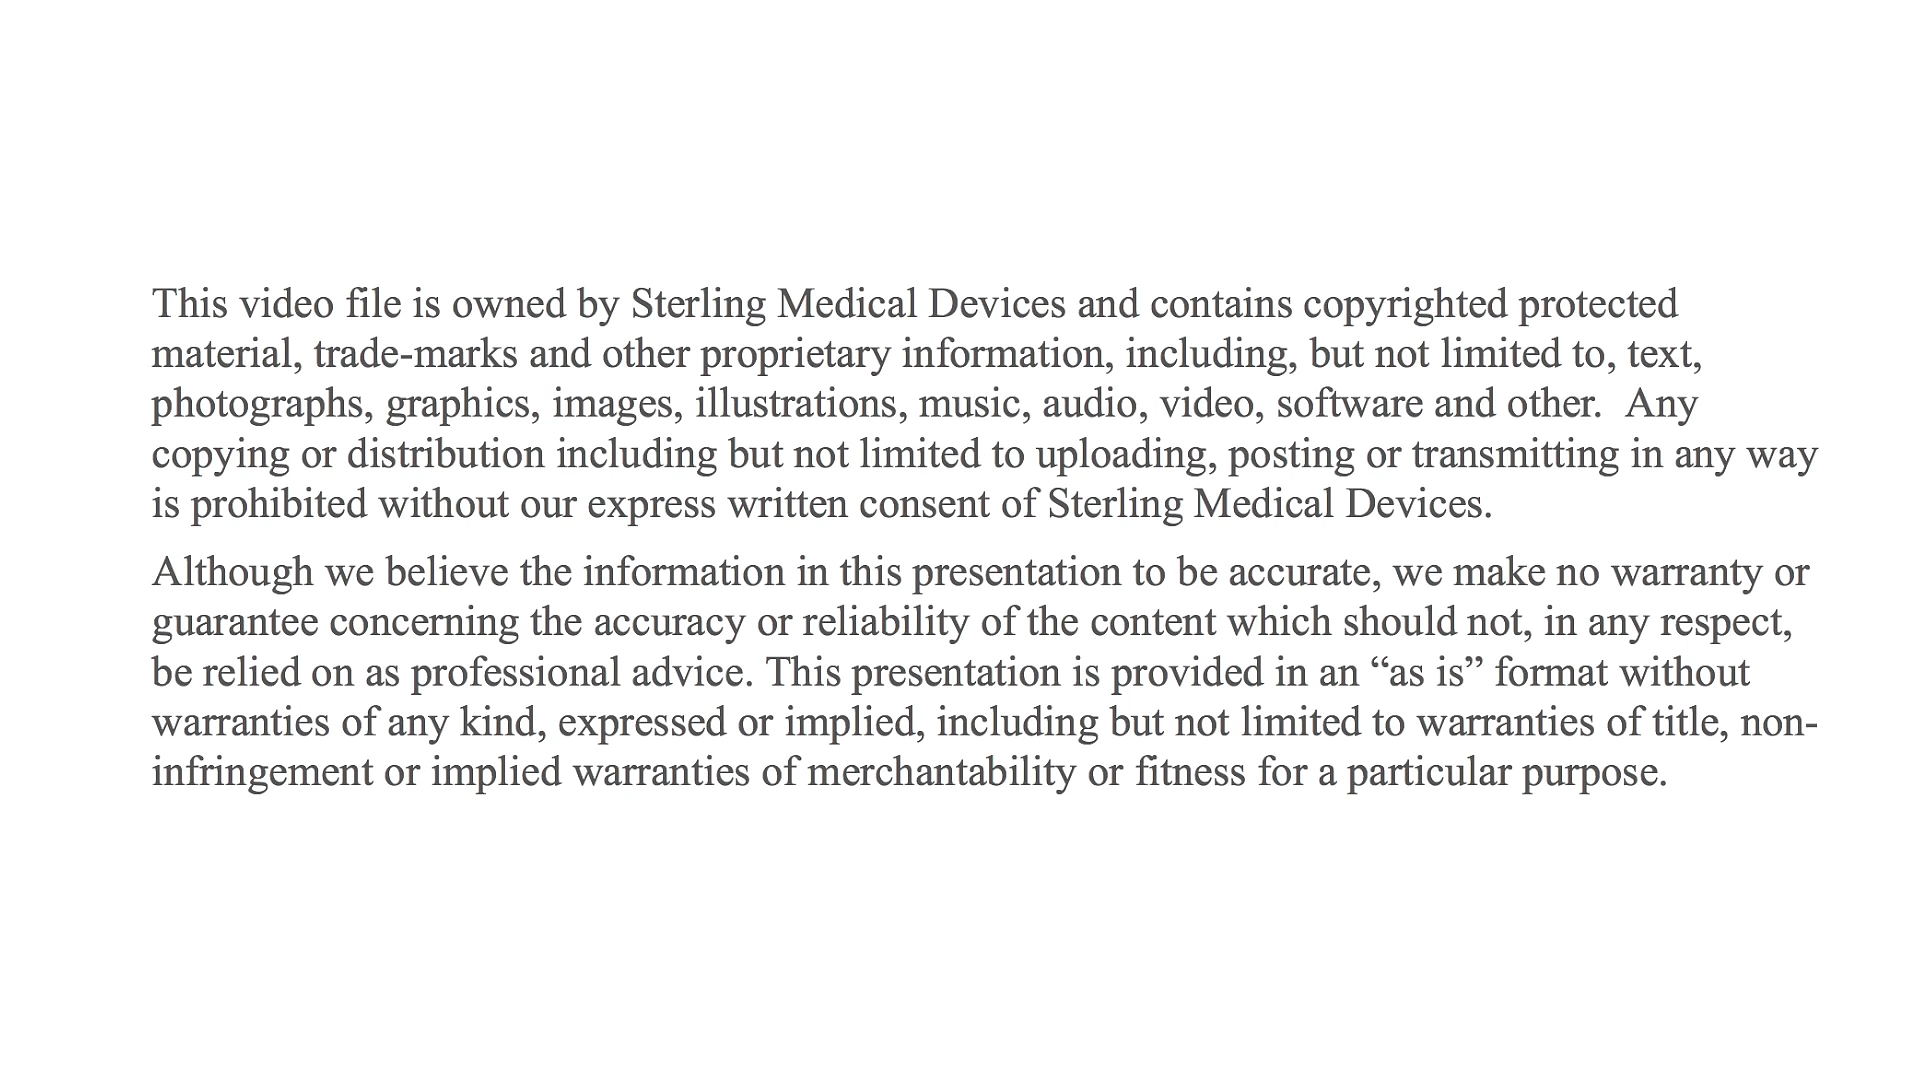 This video file is owned by Sterling Medical Devices and contains copyrighted protected
material, trade-marks and other proprietary information, including, but not limited to, text,
photographs, graphics, images, illustrations, music, audio, video, software and other.  Any
copying or distribution including but not limited to uploading, posting or transmitting in any way
is prohibited without our express written consent of Sterling Medical Devices.
Although we believe the information in this presentation to be accurate, we make no warranty or
guarantee concerning the accuracy or reliability of the content which should not, in any respect,
be relied on as professional advice. This presentation is provided in an “as is” format without
warranties of any kind, expressed or implied, including but not limited to warranties of title, non-
infringement or implied warranties of merchantability or fitness for a particular purpose.